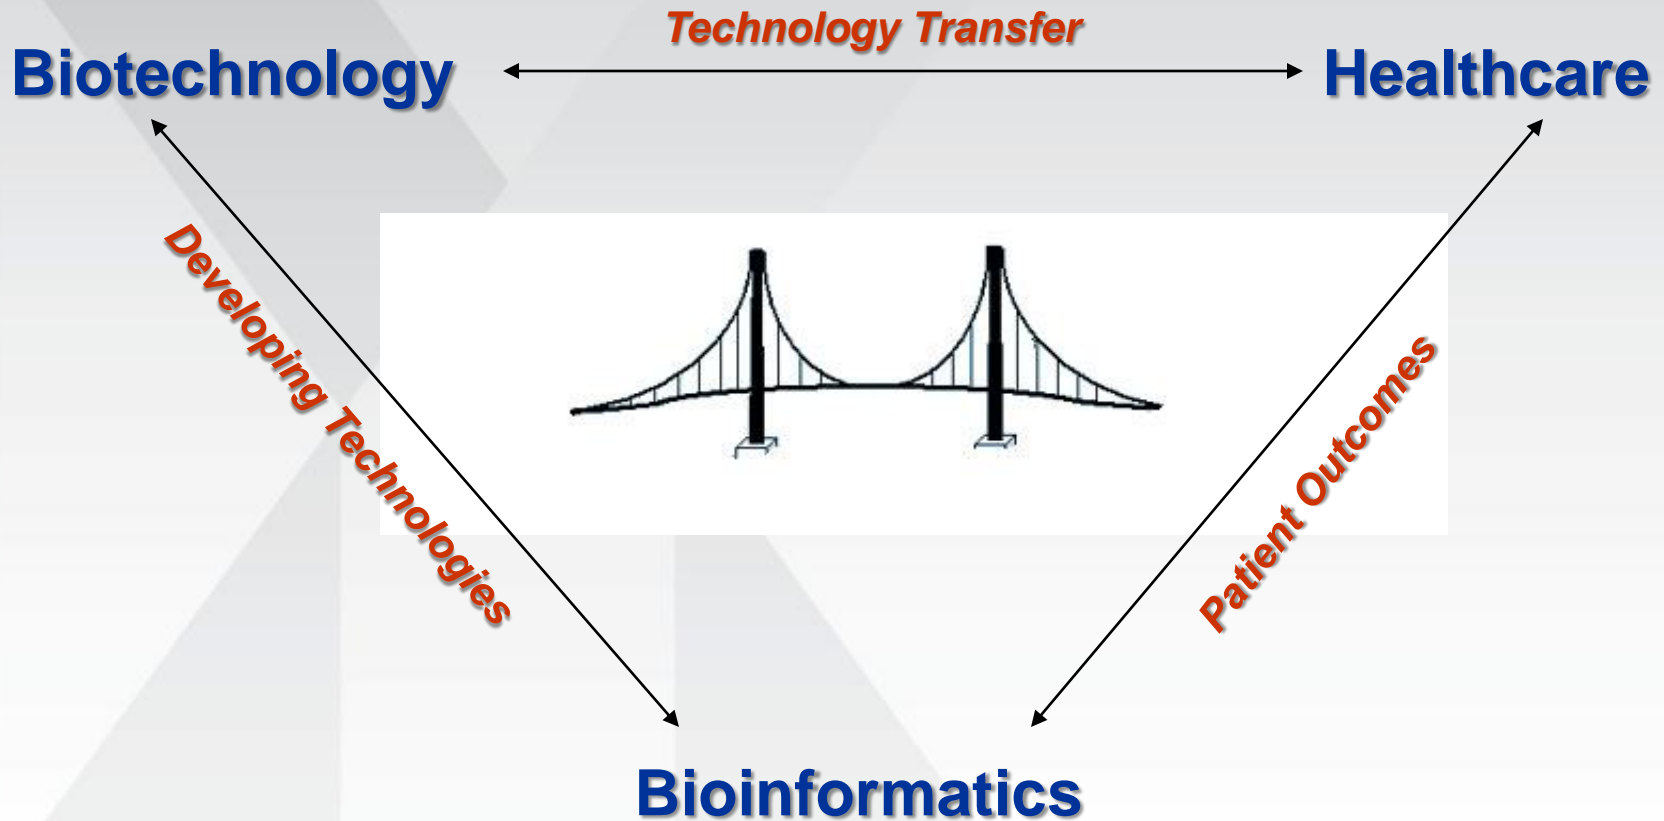 Technology Transfer
Biotechnology
Healthcare
Developing Technologies
Patient Outcomes
Bioinformatics